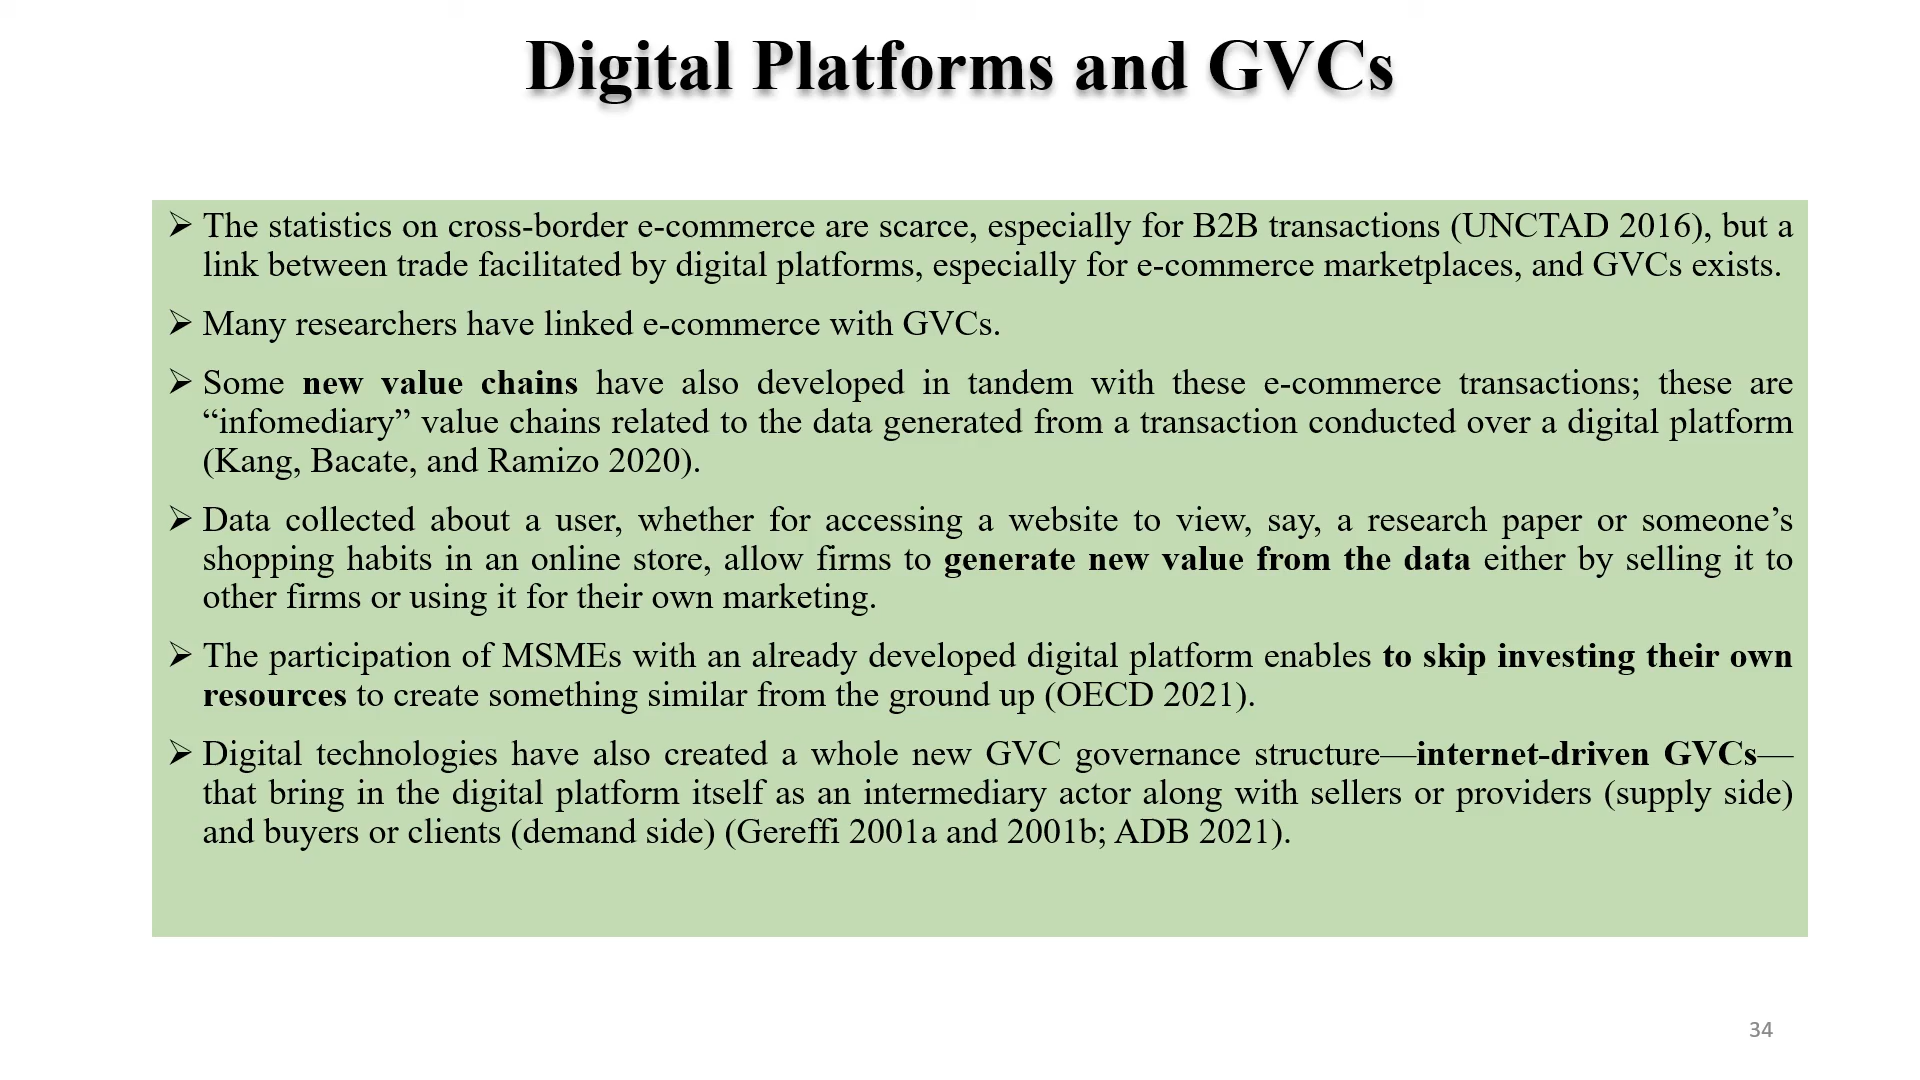 Digital Platforms and GVCs
➢ The statistics on cross-border e-commerce are scarce, especially for B2B transactions (UNCTAD 2016), but a
link between trade facilitated by digital platforms, especially for e-commerce marketplaces, and GVCs exists.
➢ Many researchers have linked e-commerce with GVCs.
➢ Some new value chains have also developed in tandem with these e-commerce transactions; these are
“infomediary” value chains related to the data generated from a transaction conducted over a digital platform
(Kang, Bacate, and Ramizo 2020).
➢ Data collected about a user, whether for accessing a website to view, say, a research paper or someone’s
shopping habits in an online store, allow firms to generate new value from the data either by selling it to
other firms or using it for their own marketing.
➢ The participation of MSMEs with an already developed digital platform enables to skip investing their own
resources to create something similar from the ground up (OECD 2021).
➢ Digital technologies have also created a whole new GVC governance structure—internet-driven GVCs—
that bring in the digital platform itself as an intermediary actor along with sellers or providers (supply side)
and buyers or clients (demand side) (Gereffi 2001a and 2001b; ADB 2021).
34